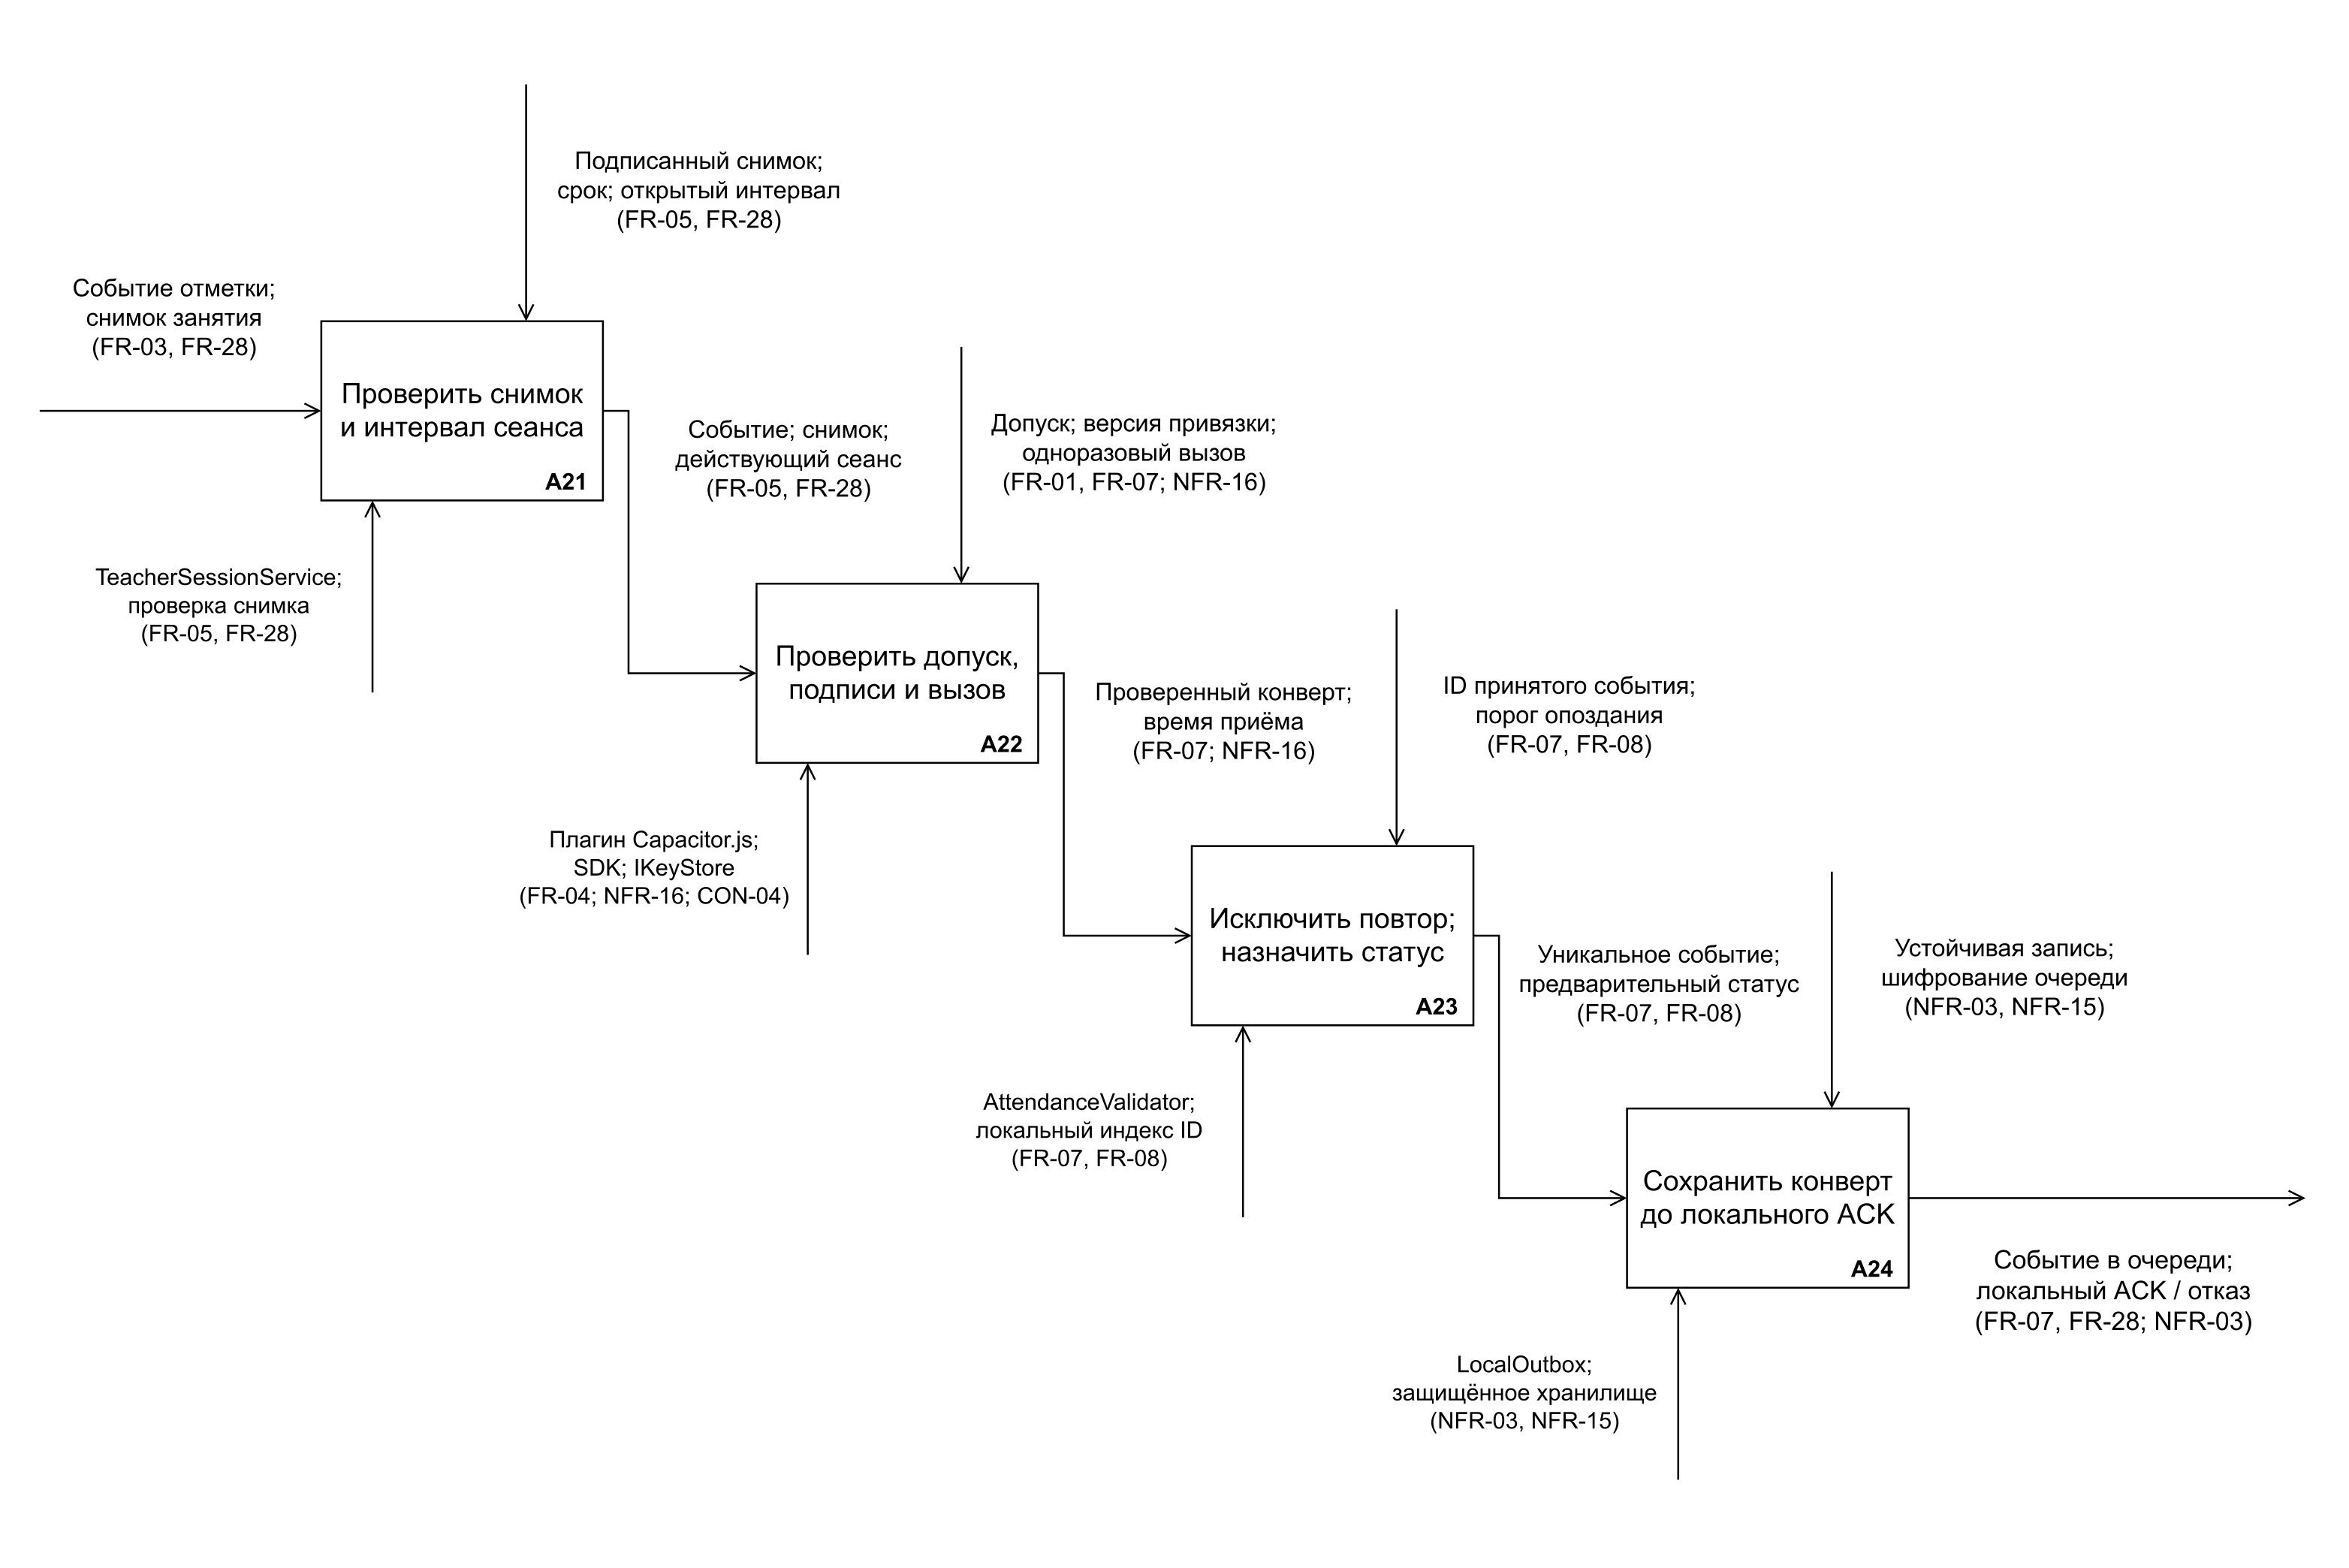 Подписанный снимок;
срок; открытый интервал
(FR-05, FR-28)
Событие отметки;
снимок занятия
(FR-03, FR-28)
Проверить снимок
и интервал сеанса
A21
TeacherSessionService;
проверка снимка
(FR-05, FR-28)
Событие; снимок;
действующий сеанс
(FR-05, FR-28)
Допуск; версия привязки;
одноразовый вызов
(FR-01, FR-07; NFR-16)
Проверить допуск,
подписи и вызов
A22
Плагин Capacitor.js;
SDK; IKeyStore
(FR-04; NFR-16; CON-04)
Проверенный конверт;
время приёма
(FR-07; NFR-16)
ID принятого события;
порог опоздания
(FR-07, FR-08)
Исключить повтор;
назначить статус
A23
AttendanceValidator;
локальный индекс ID
(FR-07, FR-08)
Уникальное событие;
предварительный статус
(FR-07, FR-08)
Устойчивая запись;
шифрование очереди
(NFR-03, NFR-15)
Сохранить конверт
до локального ACK
A24
LocalOutbox;
защищённое хранилище
(NFR-03, NFR-15)
Событие в очереди;
локальный ACK / отказ
(FR-07, FR-28; NFR-03)